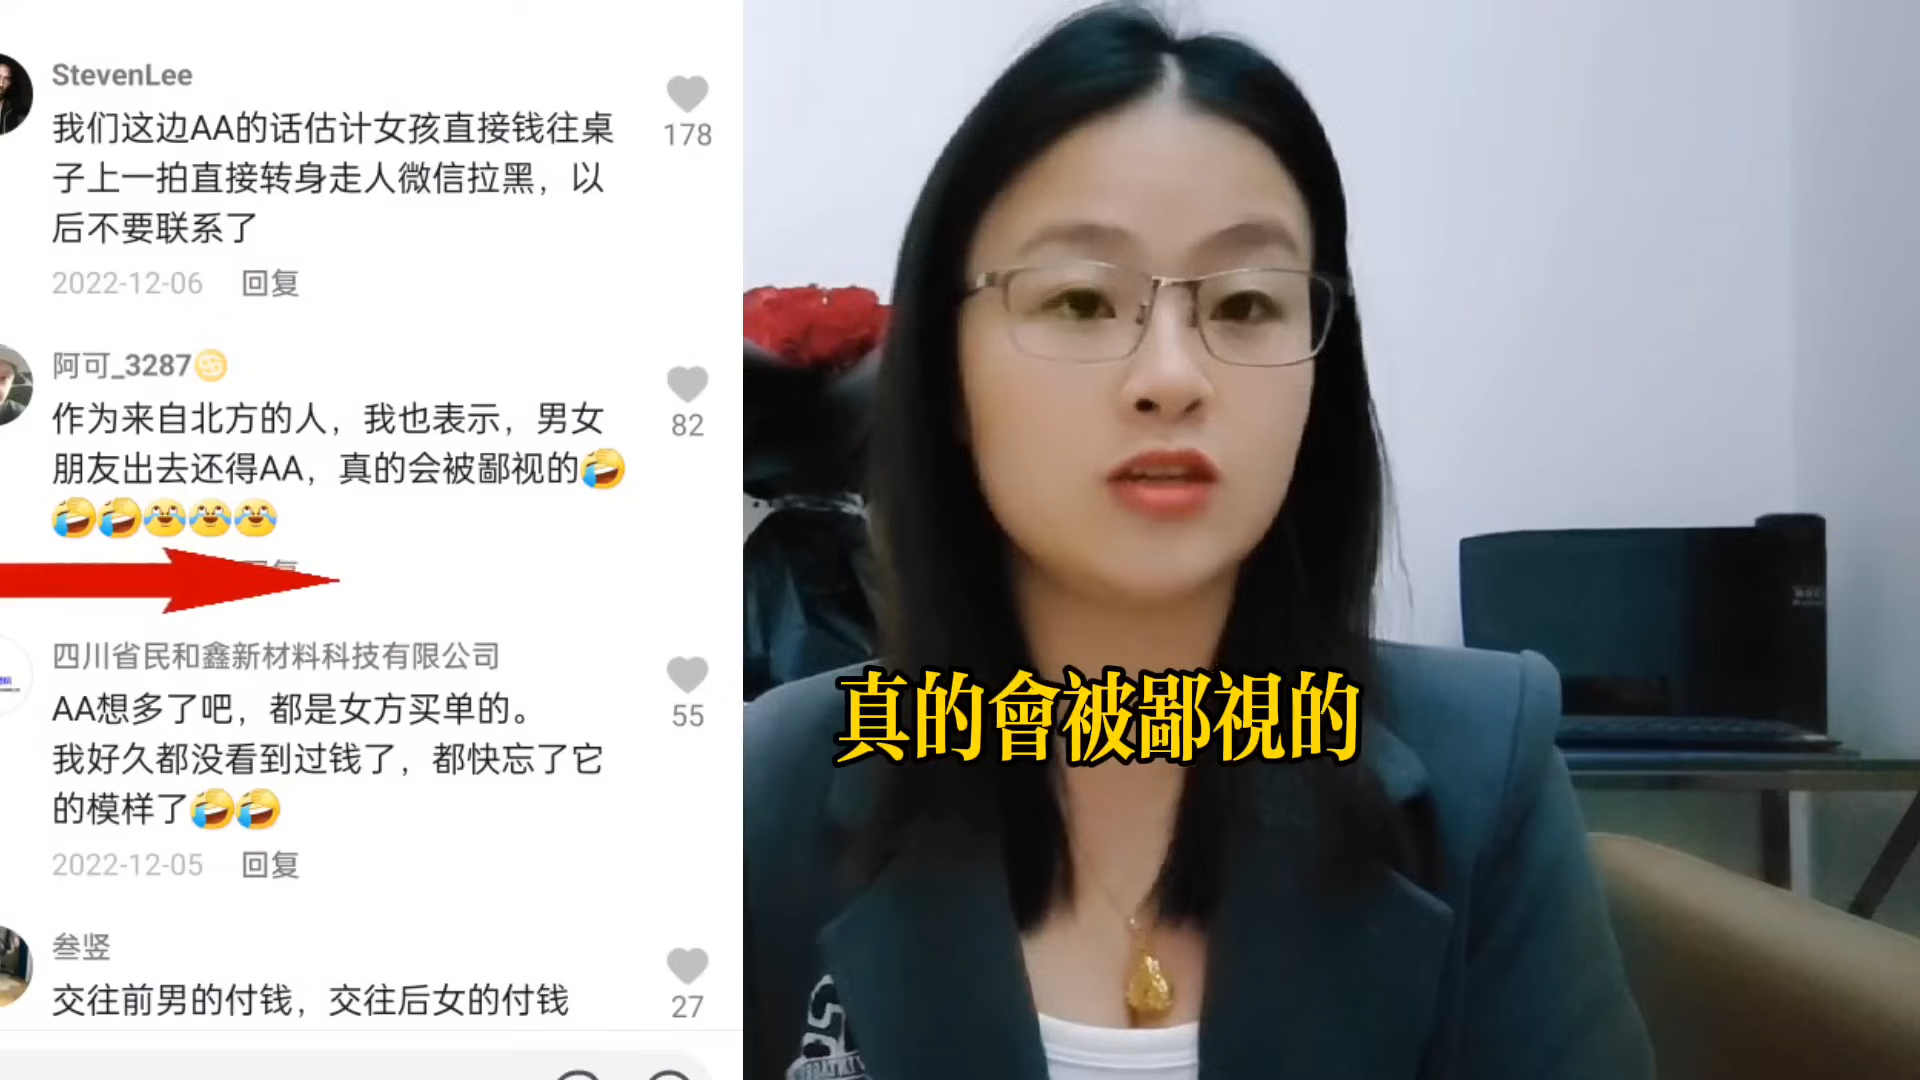 StevenLee
我们这边AA的话估计女孩直接钱往桌
子上一拍直接转身走人微信拉黑，以
后不要联系了
178
2022-12-06 回复
阿可_3287
作为来自北方的人，我也表示，男女
朋友出去还得AA，真的会被鄙视的🤣
🤣🤣😂😂😂
82
回复
四川省民和鑫新材料科技有限公司
AA想多了吧，都是女方买单的。
我好久都没看到过钱了，都快忘了它
的模样了🤣🤣
55
2022-12-05 回复
叁竖
交往前男的付钱，交往后女的付钱
27
真的會被鄙視的